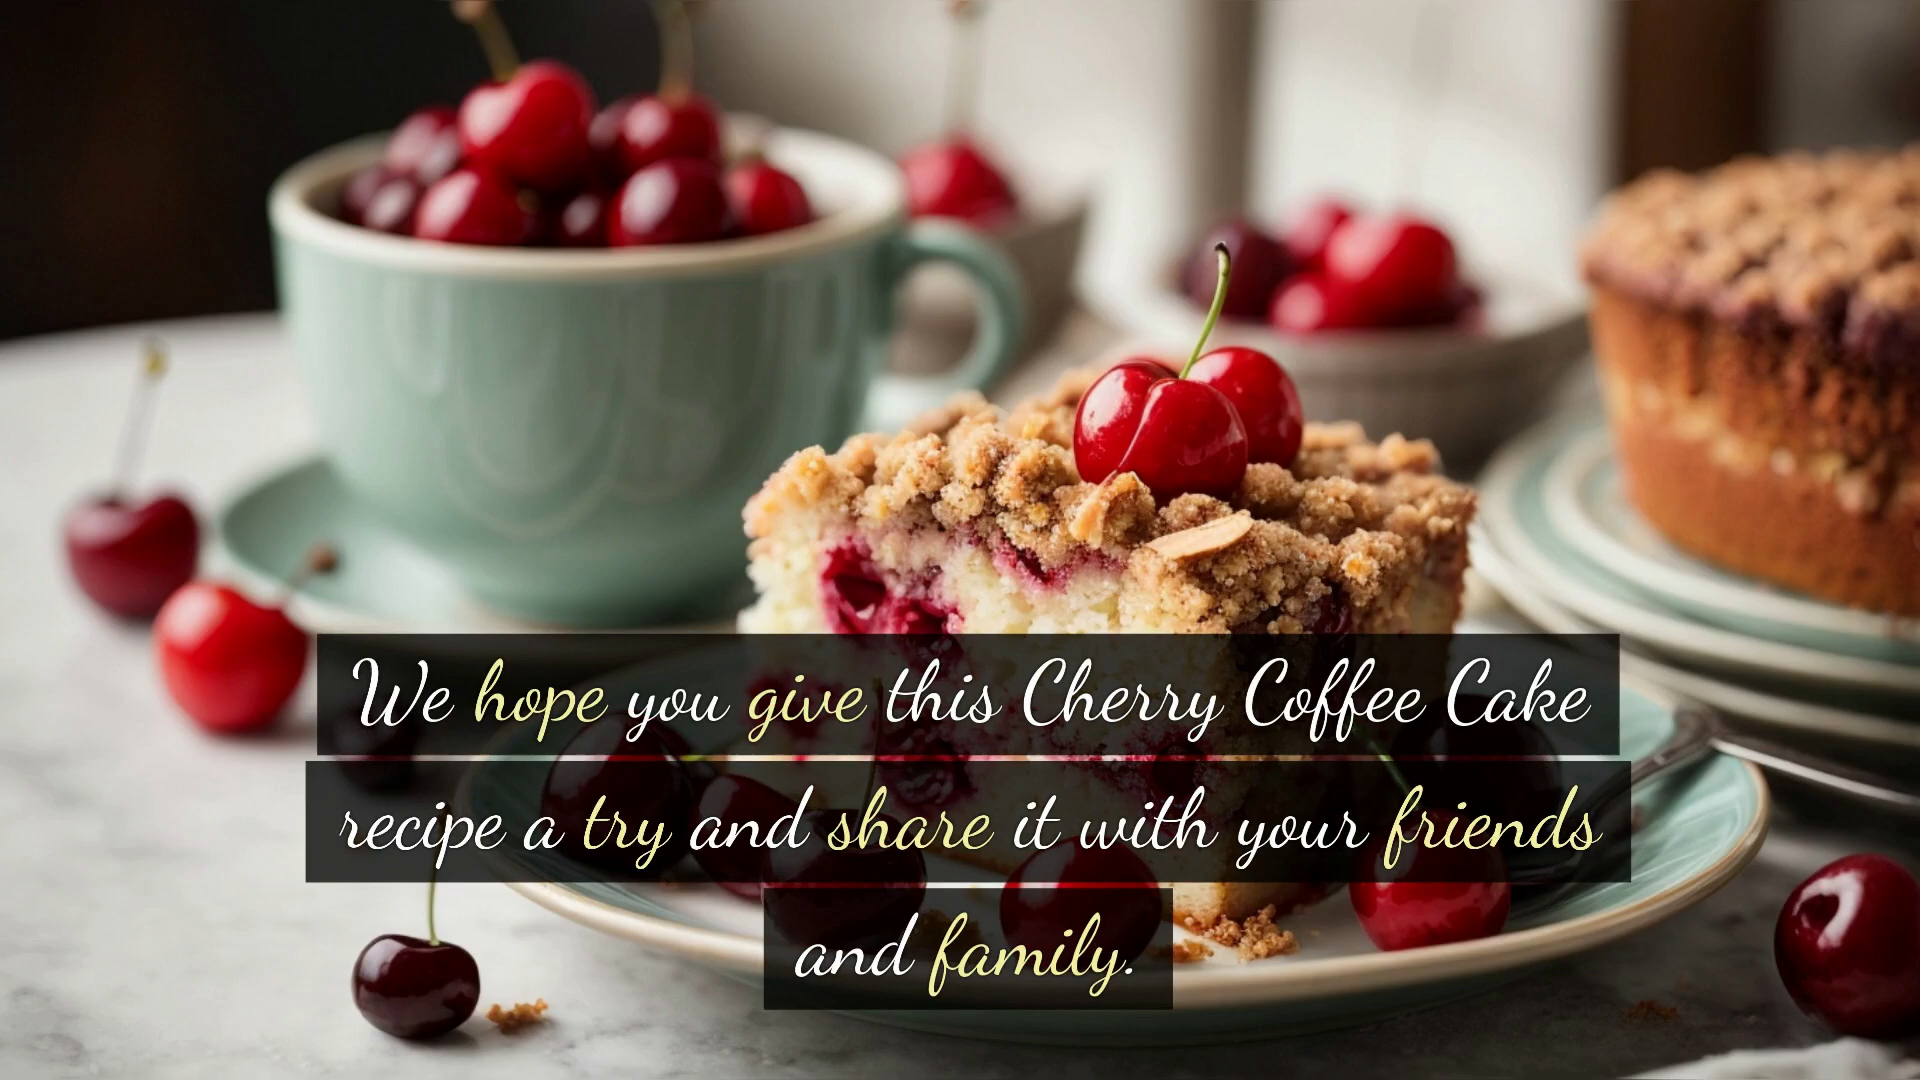 We hope you give this Cherry Coffee Cake
recipe a try and share it with your friends
and family.